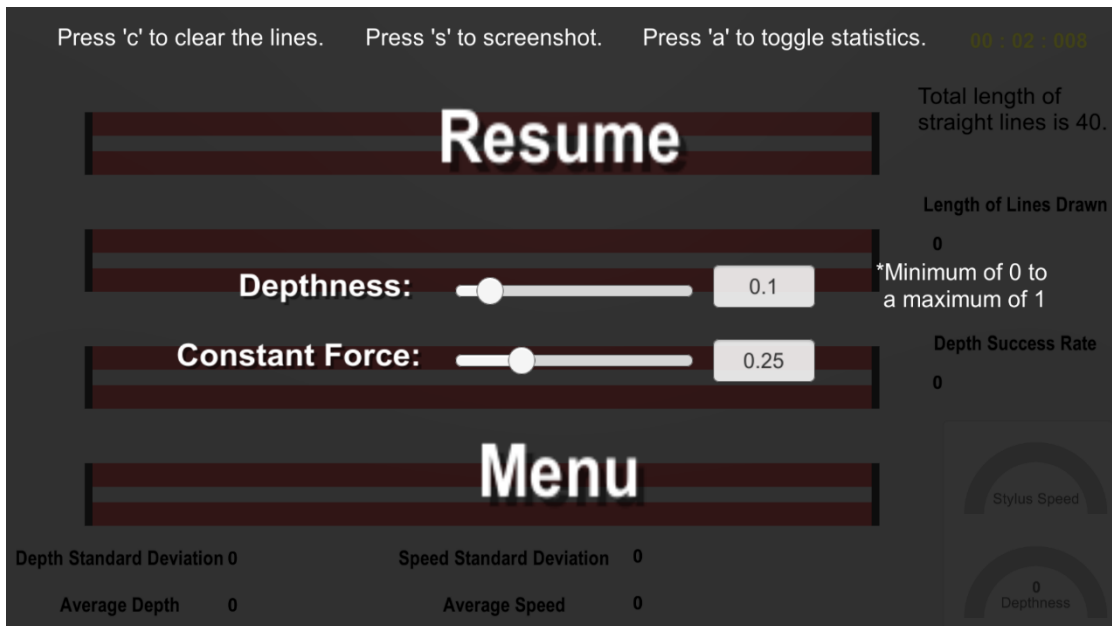 Press 'c' to clear the lines. Press 's' to screenshot. Press 'a' to toggle statistics. 00 : 02 : 008
Total length of
straight lines is 40.
Resume
Length of Lines Drawn
0
Depthness: 0.1
*Minimum of 0 to
a maximum of 1
Constant Force: 0.25
Depth Success Rate
0
Menu
Stylus Speed
Depth Standard Deviation 0 Speed Standard Deviation 0
Average Depth 0 Average Speed 0
0
Depthness